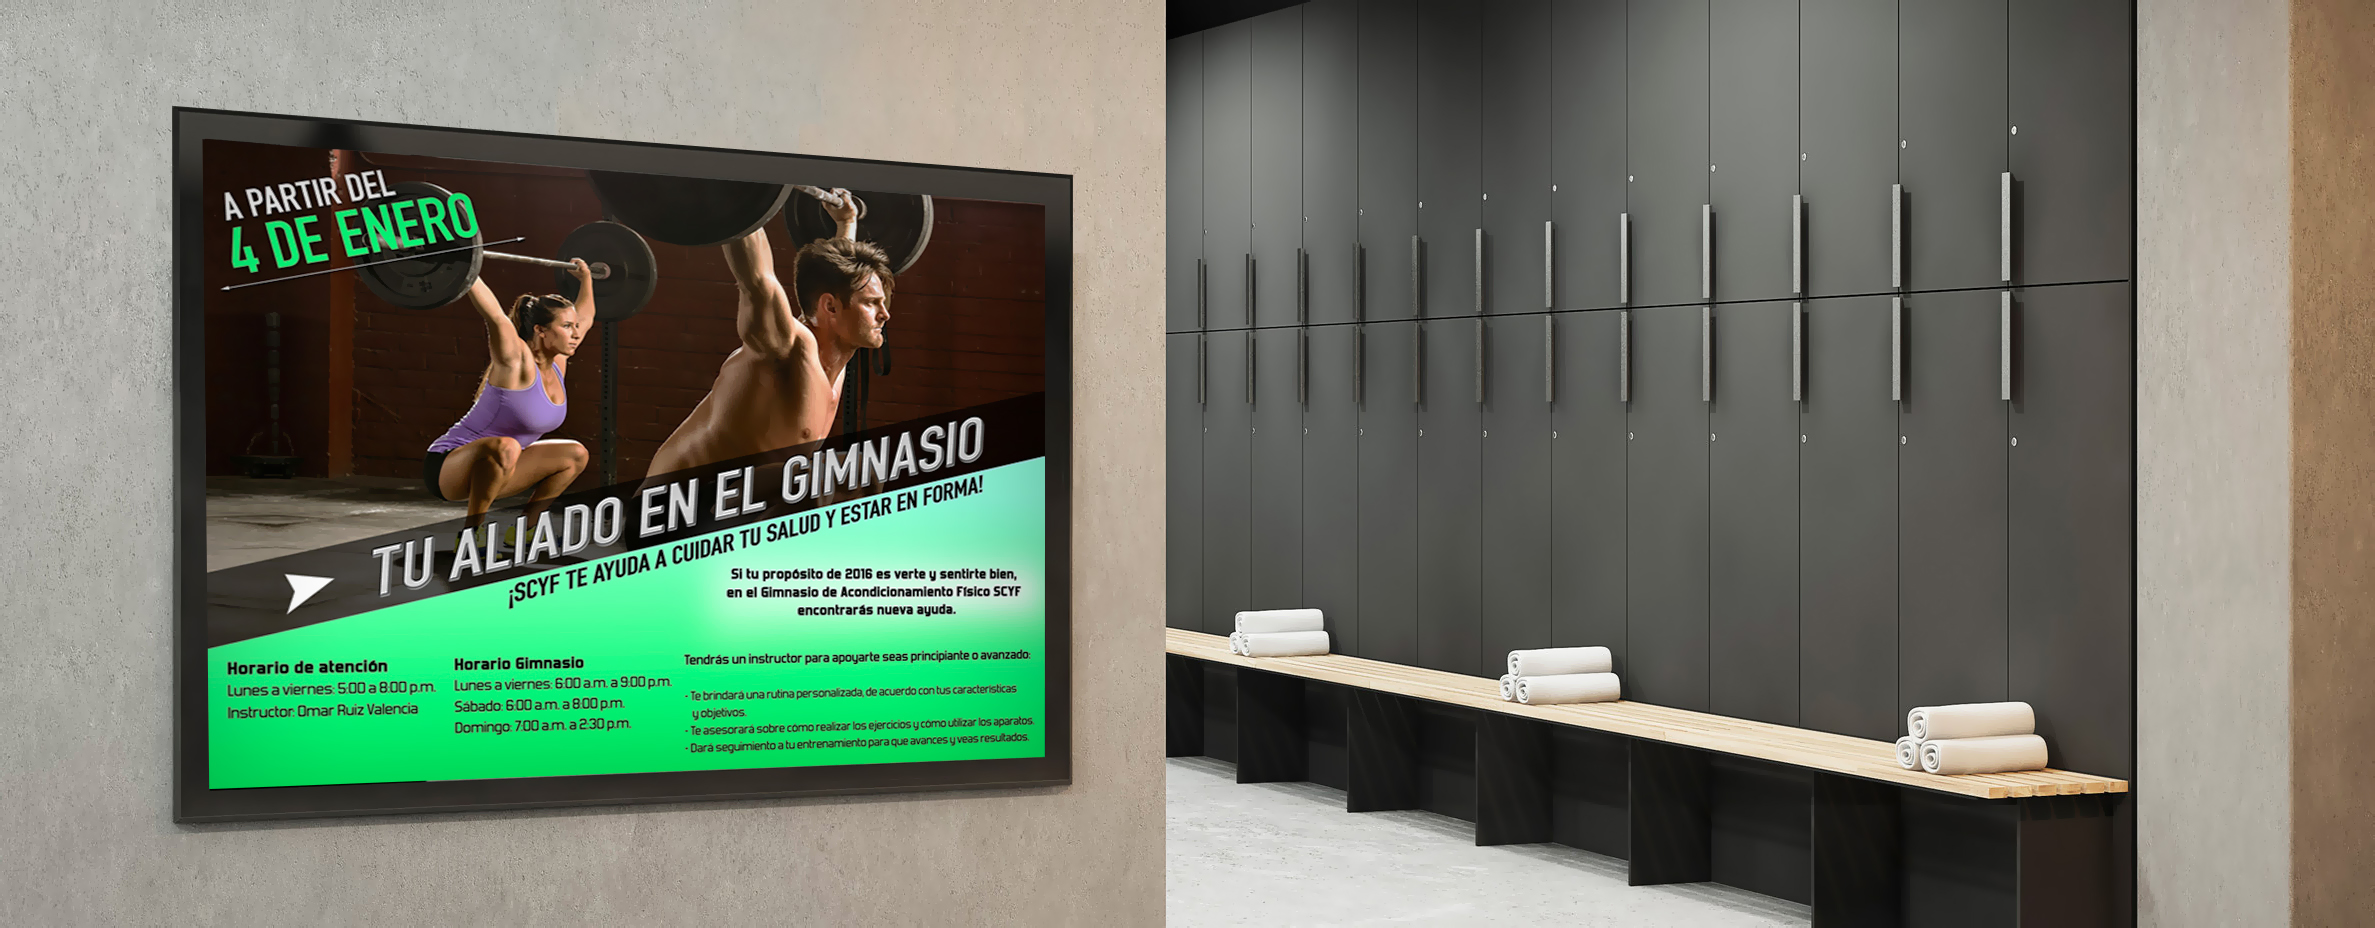 A PARTIR DEL
4 DE ENERO
TU ALIADO EN EL GIMNASIO
¡SCYF TE AYUDA A CUIDAR TU SALUD Y ESTAR EN FORMA!
Si tu propósito de 2016 es verte y sentirte bien,
en el Gimnasio de Acondicionamiento Físico SCYF
encontrarás nueva ayuda.
Horario de atención
Lunes a viernes: 5:00 a 8:00 p.m.
Instructor: Omar Ruiz Valencia
Horario Gimnasio
Lunes a viernes: 6:00 a.m. a 9:00 p.m.
Sábado: 6:00 a.m. a 8:00 p.m.
Domingo: 7:00 a.m. a 2:30 p.m.
Tendrás un instructor para apoyarte seas principiante o avanzado:
- Te brindará una rutina personalizada, de acuerdo con tus características
y objetivos.
- Te asesorará sobre cómo realizar los ejercicios y cómo utilizar los aparatos.
- Dará seguimiento a tu entrenamiento para que avances y veas resultados.